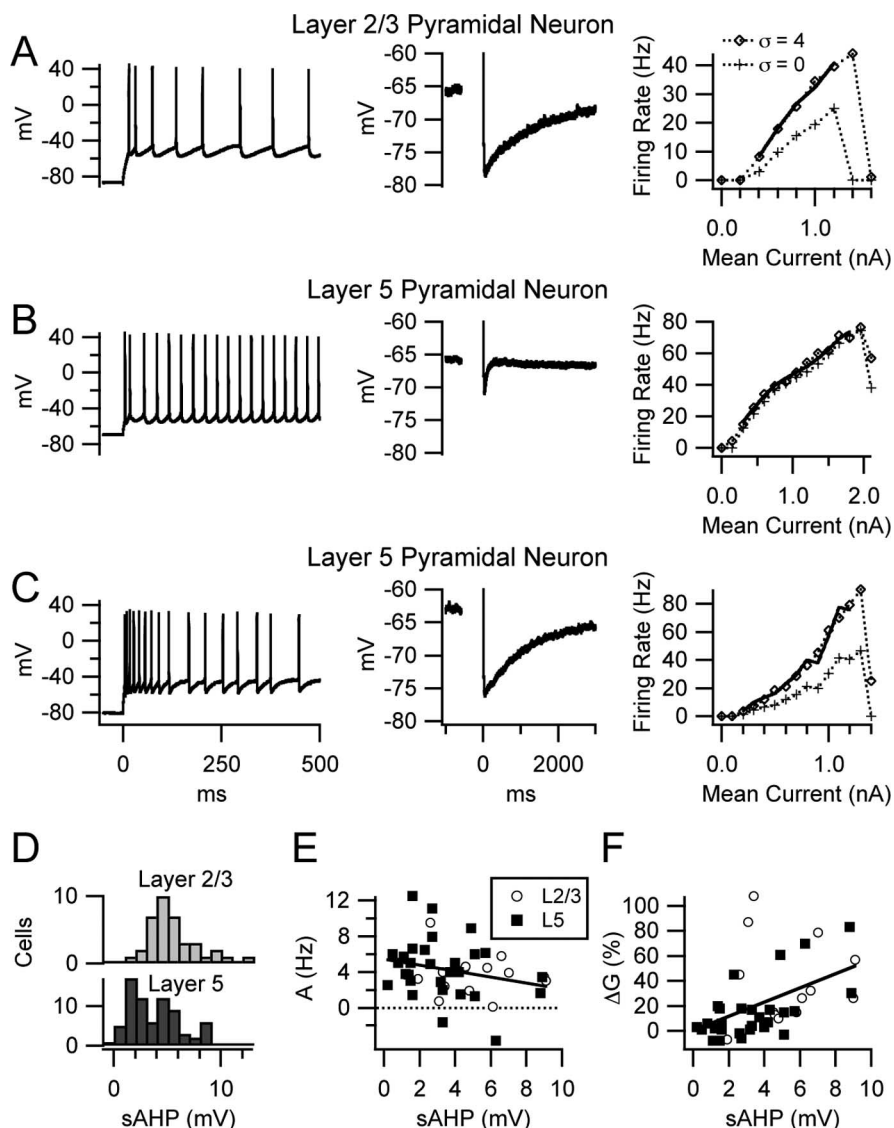 Layer 2/3 Pyramidal Neuron
A
mV
40
0
-40
-80
mV
-60
-65
-70
-75
-80
Firing Rate (Hz)
40
30
20
10
0
σ = 4
σ = 0
0.0
1.0
Mean Current (nA)
Layer 5 Pyramidal Neuron
B
mV
40
0
-40
-80
mV
-60
-65
-70
-75
-80
Firing Rate (Hz)
80
60
40
20
0
0.0
1.0
2.0
Mean Current (nA)
Layer 5 Pyramidal Neuron
C
mV
40
0
-40
-80
0
250
500
ms
mV
-60
-65
-70
-75
-80
0
2000
ms
Firing Rate (Hz)
80
60
40
20
0
0.0
1.0
Mean Current (nA)
D
Cells
Layer 2/3
10
0
Layer 5
10
0
0
10
sAHP (mV)
E
A (Hz)
12
8
4
0
L2/3
L5
0
2
4
6
8
10
sAHP (mV)
F
ΔG (%)
100
80
60
40
20
0
0
2
4
6
8
10
sAHP (mV)